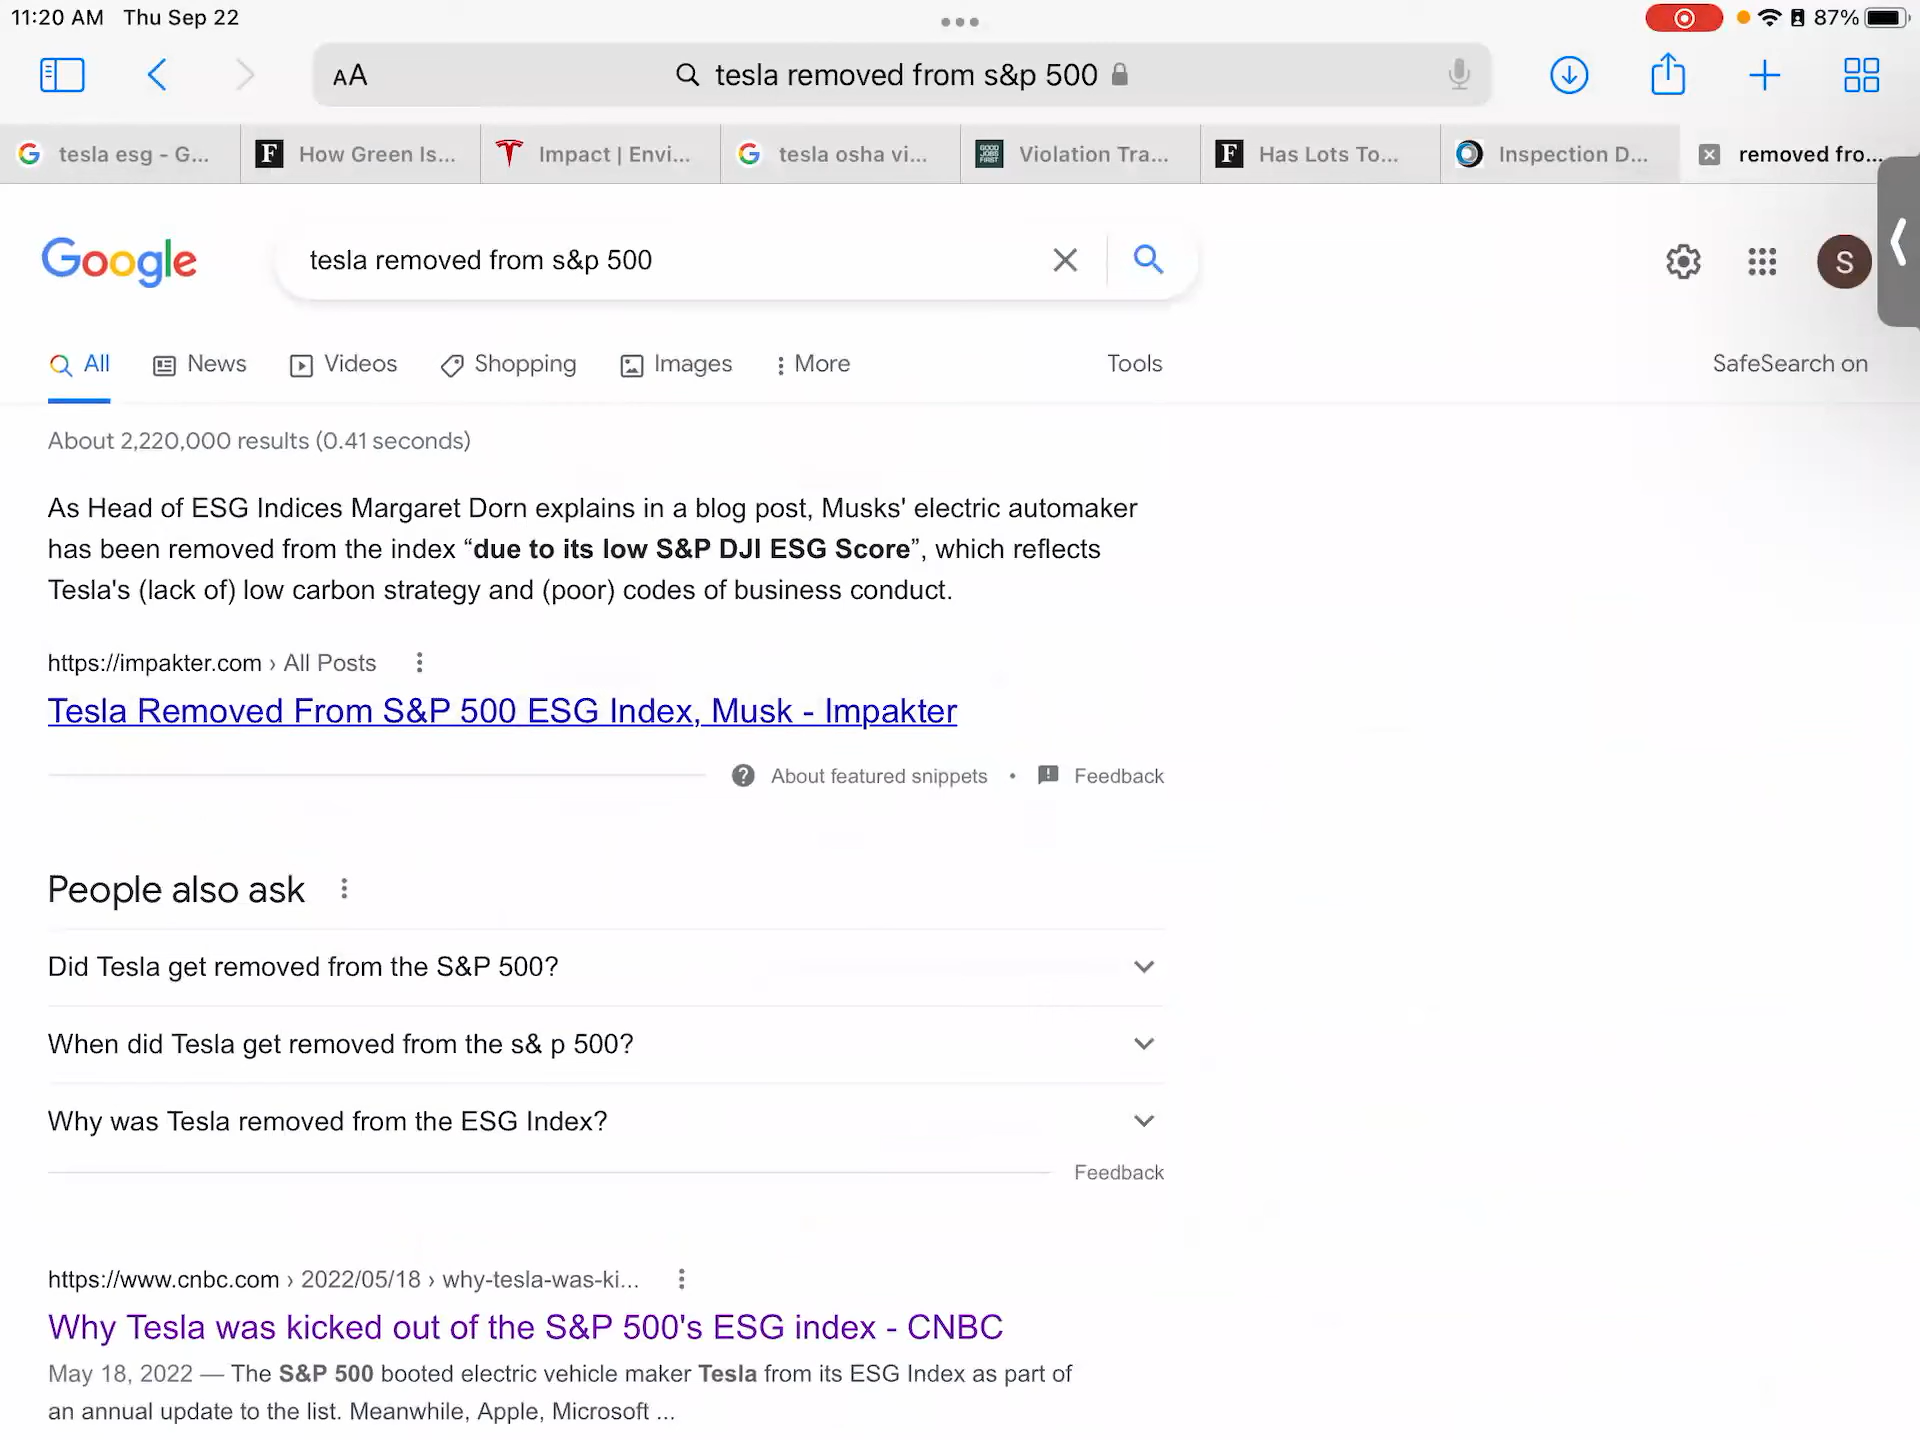 11:20 AM Thu Sep 22
87%
AA
tesla removed from s&p 500
tesla esg - G...
How Green Is...
Impact | Envi...
tesla osha vi...
GOOD JOBS FIRST
Violation Tra...
Has Lots To...
Inspection D...
removed fro...
Google
tesla removed from s&p 500
S
All
News
Videos
Shopping
Images
More
Tools
SafeSearch on
About 2,220,000 results (0.41 seconds)
As Head of ESG Indices Margaret Dorn explains in a blog post, Musks' electric automaker
has been removed from the index “due to its low S&P DJI ESG Score”, which reflects
Tesla's (lack of) low carbon strategy and (poor) codes of business conduct.
https://impakter.com › All Posts
Tesla Removed From S&P 500 ESG Index, Musk - Impakter
About featured snippets • Feedback
People also ask
Did Tesla get removed from the S&P 500?
When did Tesla get removed from the s& p 500?
Why was Tesla removed from the ESG Index?
Feedback
https://www.cnbc.com › 2022/05/18 › why-tesla-was-ki...
Why Tesla was kicked out of the S&P 500's ESG index - CNBC
May 18, 2022 — The S&P 500 booted electric vehicle maker Tesla from its ESG Index as part of
an annual update to the list. Meanwhile, Apple, Microsoft ...